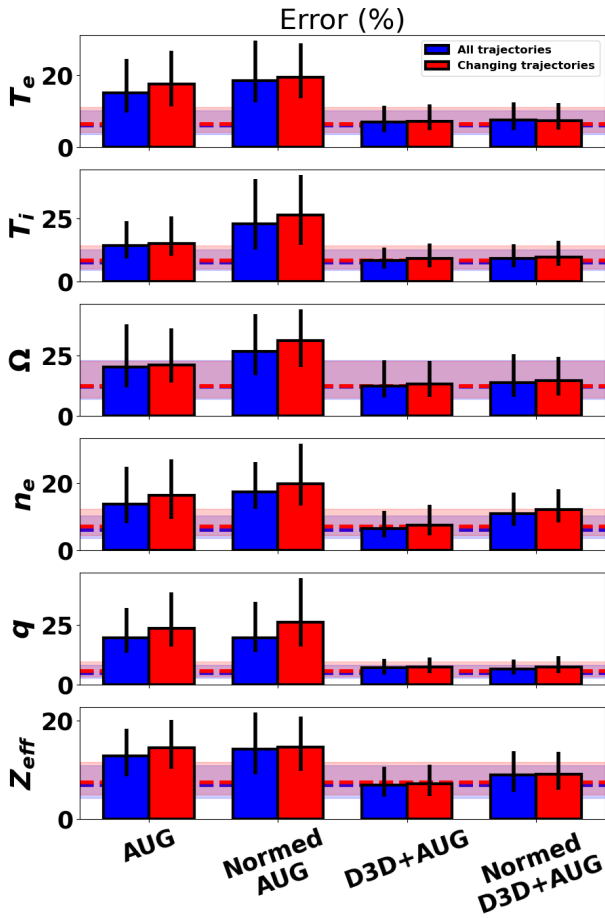 Error (%)
All trajectories
Changing trajectories
T_e
20
0
T_i
25
0
Ω
25
0
n_e
20
0
q
25
0
Z_eff
20
0
AUG
Normed
AUG
D3D+AUG
Normed
D3D+AUG